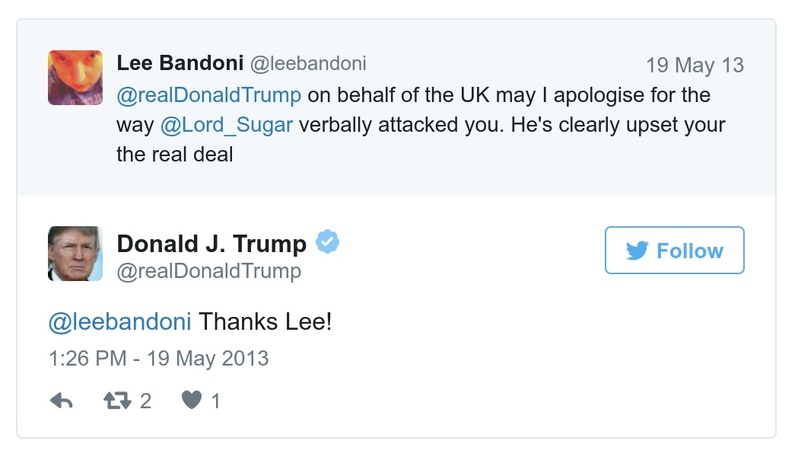 Lee Bandoni @leebandoni 19 May 13
@realDonaldTrump on behalf of the UK may I apologise for the
way @Lord_Sugar verbally attacked you. He's clearly upset your
the real deal
Donald J. Trump
@realDonaldTrump
Follow
@leebandoni Thanks Lee!
1:26 PM - 19 May 2013
2 1